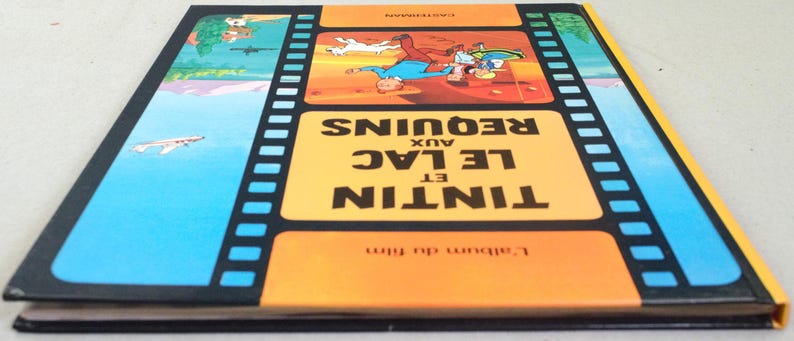 L'album du film
TINTIN
ET
LE LAC
AUX
REQUINS
CASTERMAN